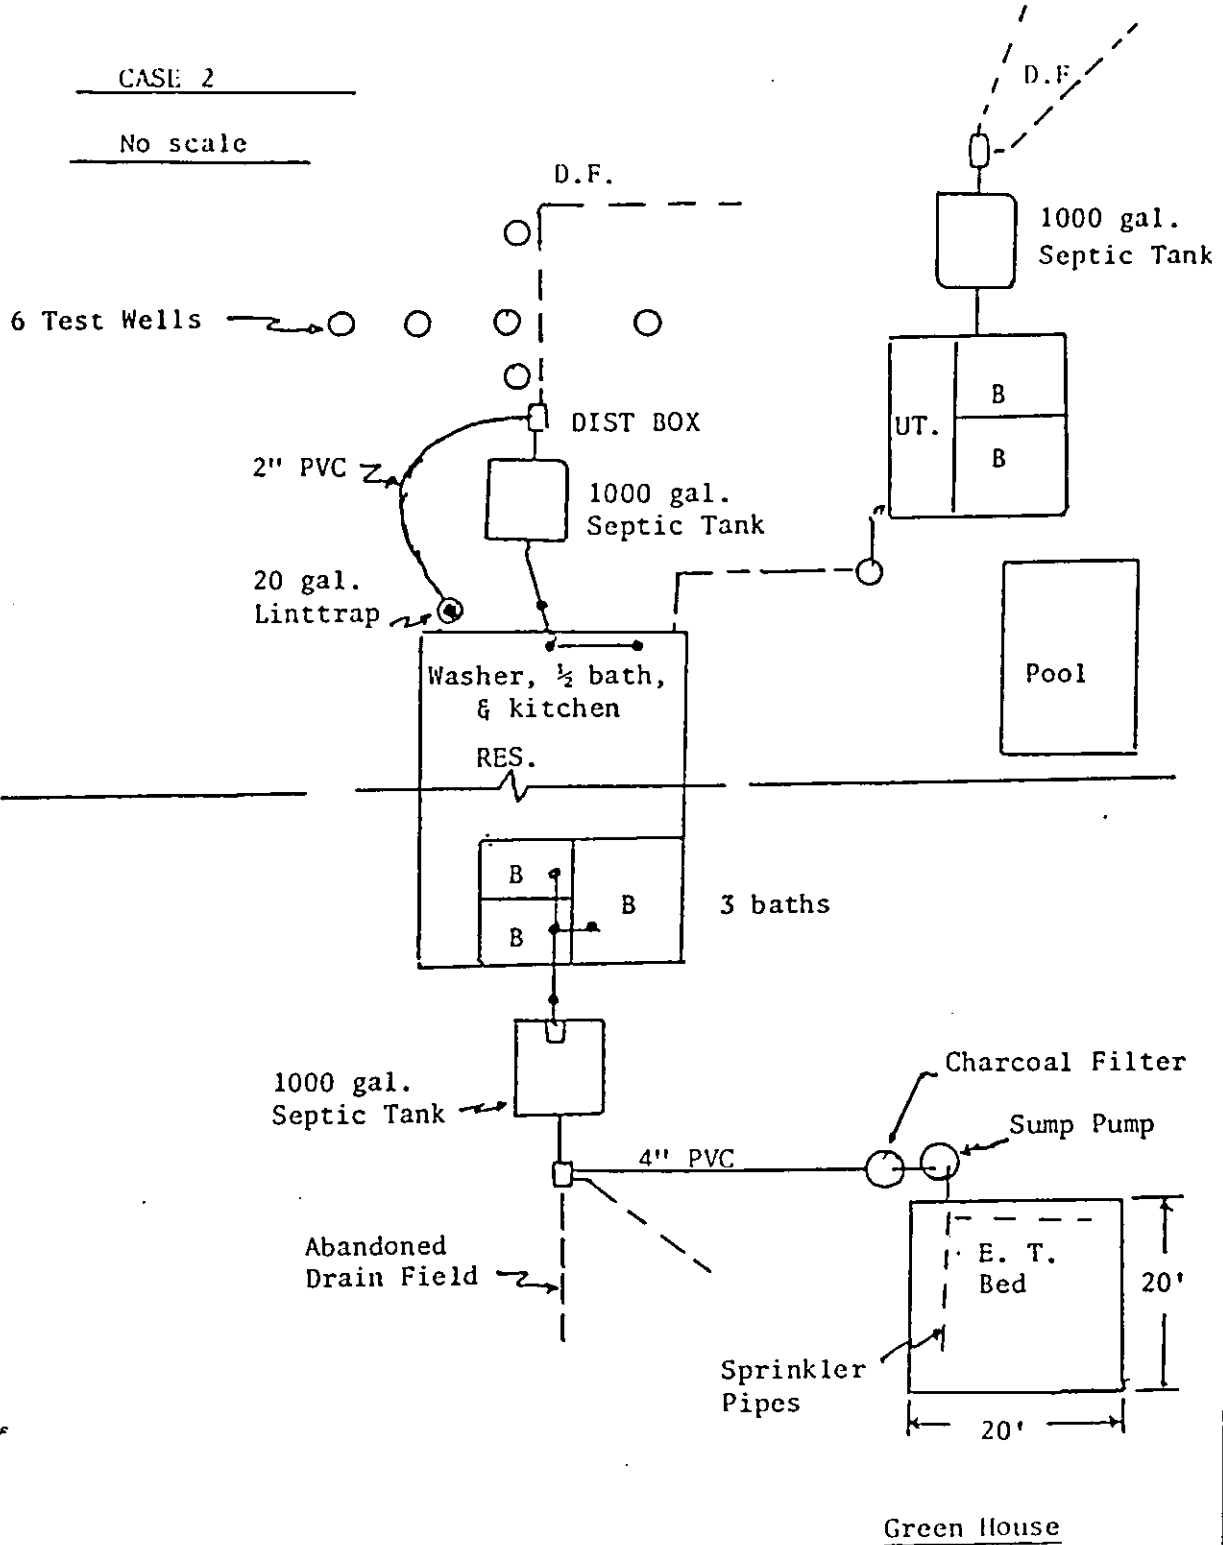 CASE 2
No scale
D.F.
D.F.
1000 gal.
Septic Tank
6 Test Wells
DIST BOX
UT.
B
B
2" PVC
1000 gal.
Septic Tank
20 gal.
Linttrap
Washer, ½ bath,
& kitchen
Pool
RES.
B
B
B
3 baths
1000 gal.
Septic Tank
Charcoal Filter
Sump Pump
4" PVC
Abandoned
Drain Field
E. T.
Bed
20'
Sprinkler
Pipes
20'
Green House